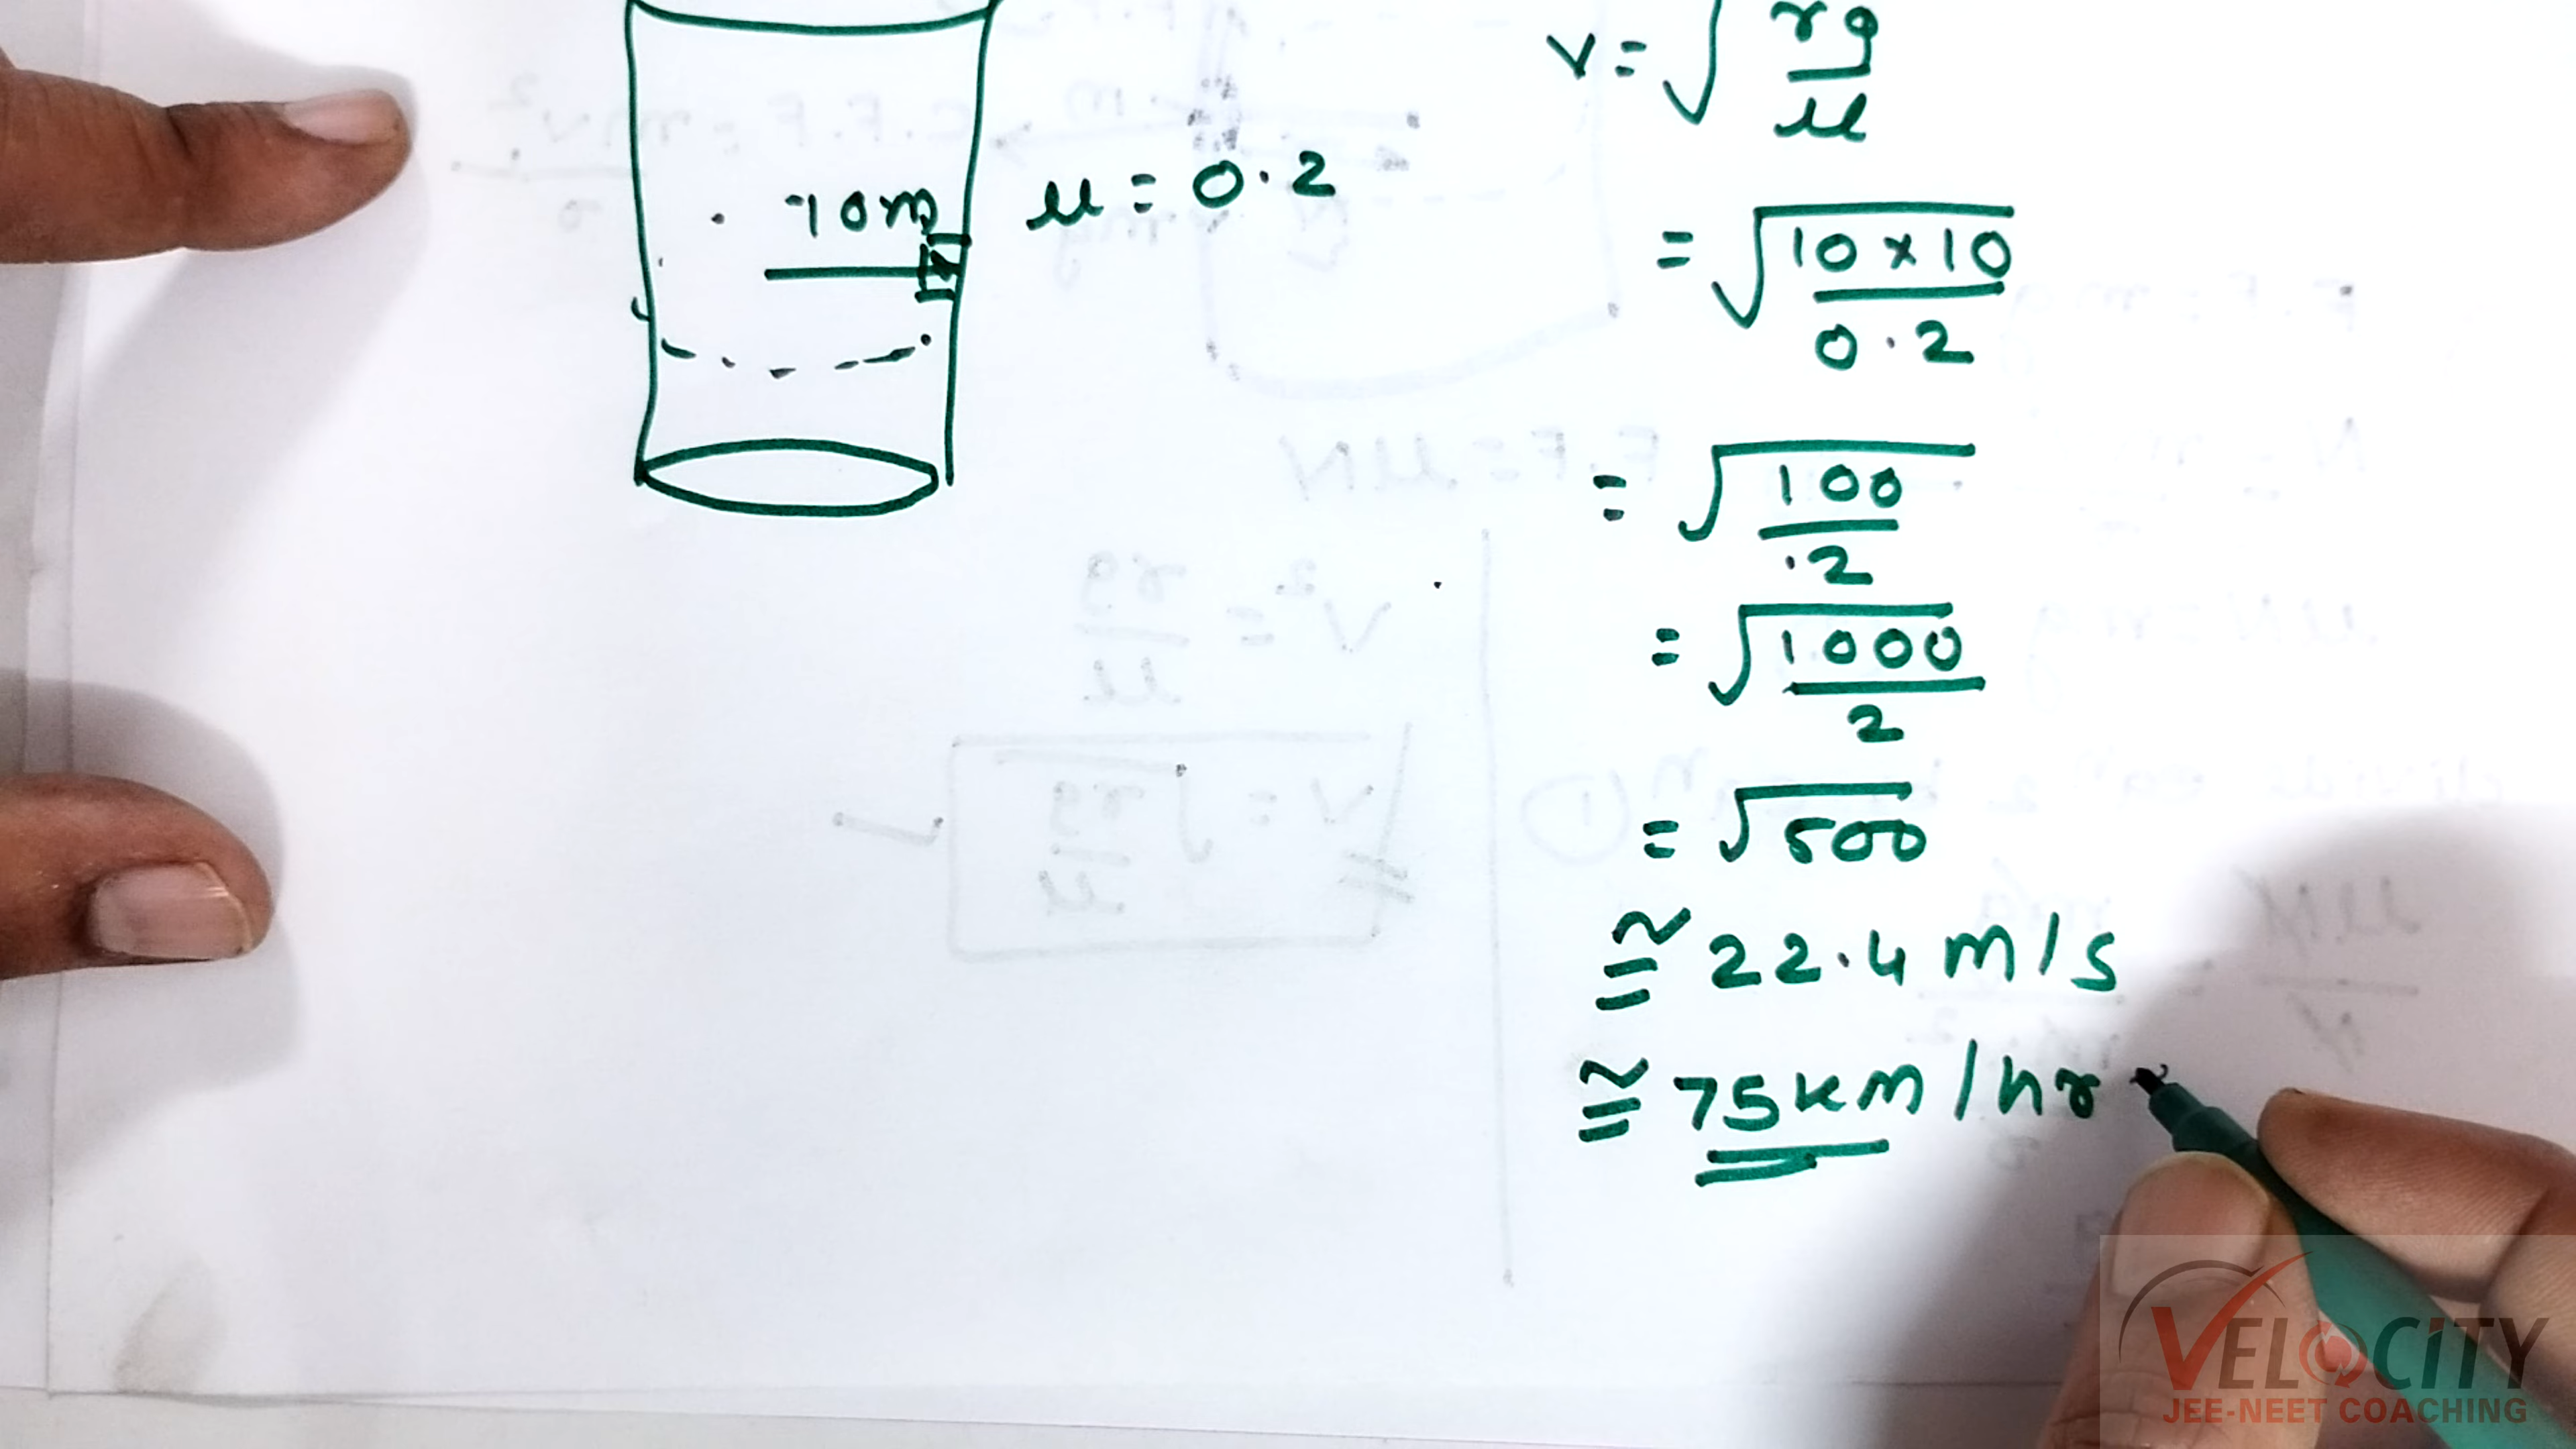 v = √rg/μ
10m
μ = 0.2
= √10 × 10/0.2
= √100/.2
= √1000/2
= √500
≅ 22.4 m/s
≅ 75 km/hr
VELOCITY
JEE-NEET COACHING